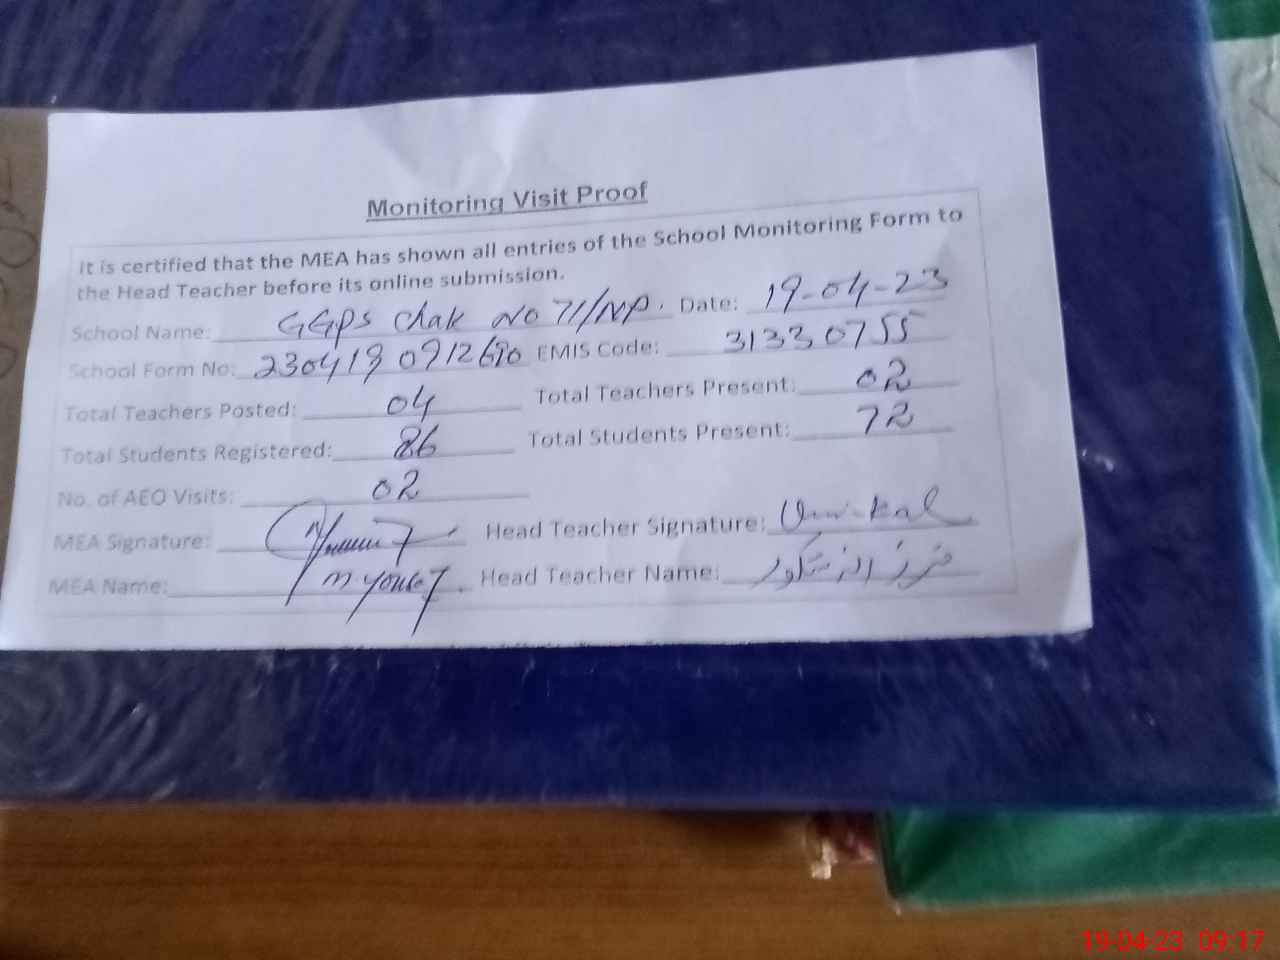 Monitoring Visit Proof
It is certified that the MEA has shown all entries of the School Monitoring Form to
the Head Teacher before its online submission.
School Name: GGPS Chak No 71/NP. Date: 19-04-23
School Form No: 230419 0912690 EMIS Code: 31330755
Total Teachers Posted: 04 Total Teachers Present: 02
Total Students Registered: 86 Total Students Present: 72
No. of AEO Visits: 02
MEA Signature: Head Teacher Signature:
MEA Name: M. Yousaf. Head Teacher Name:
19-04-23 09:17